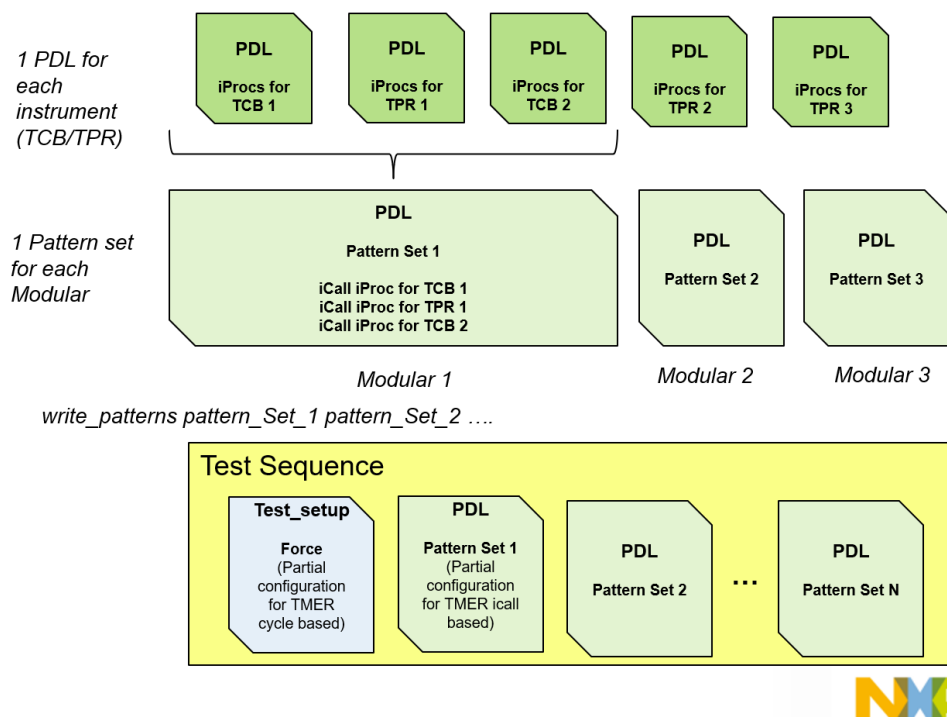 1 PDL for
each
instrument
(TCB/TPR)
PDL
iProcs for
TCB 1
PDL
iProcs for
TPR 1
PDL
iProcs for
TCB 2
PDL
iProcs for
TPR 2
PDL
iProcs for
TPR 3
1 Pattern set
for each
Modular
PDL
Pattern Set 1
iCall iProc for TCB 1
iCall iProc for TPR 1
iCall iProc for TCB 2
PDL
Pattern Set 2
PDL
Pattern Set 3
Modular 1
Modular 2
Modular 3
write_patterns pattern_Set_1 pattern_Set_2 ….
Test Sequence
Test_setup
Force
(Partial
configuration
for TMER
cycle based)
PDL
Pattern Set 1
(Partial
configuration
for TMER icall
based)
PDL
Pattern Set 2
...
PDL
Pattern Set N
NX